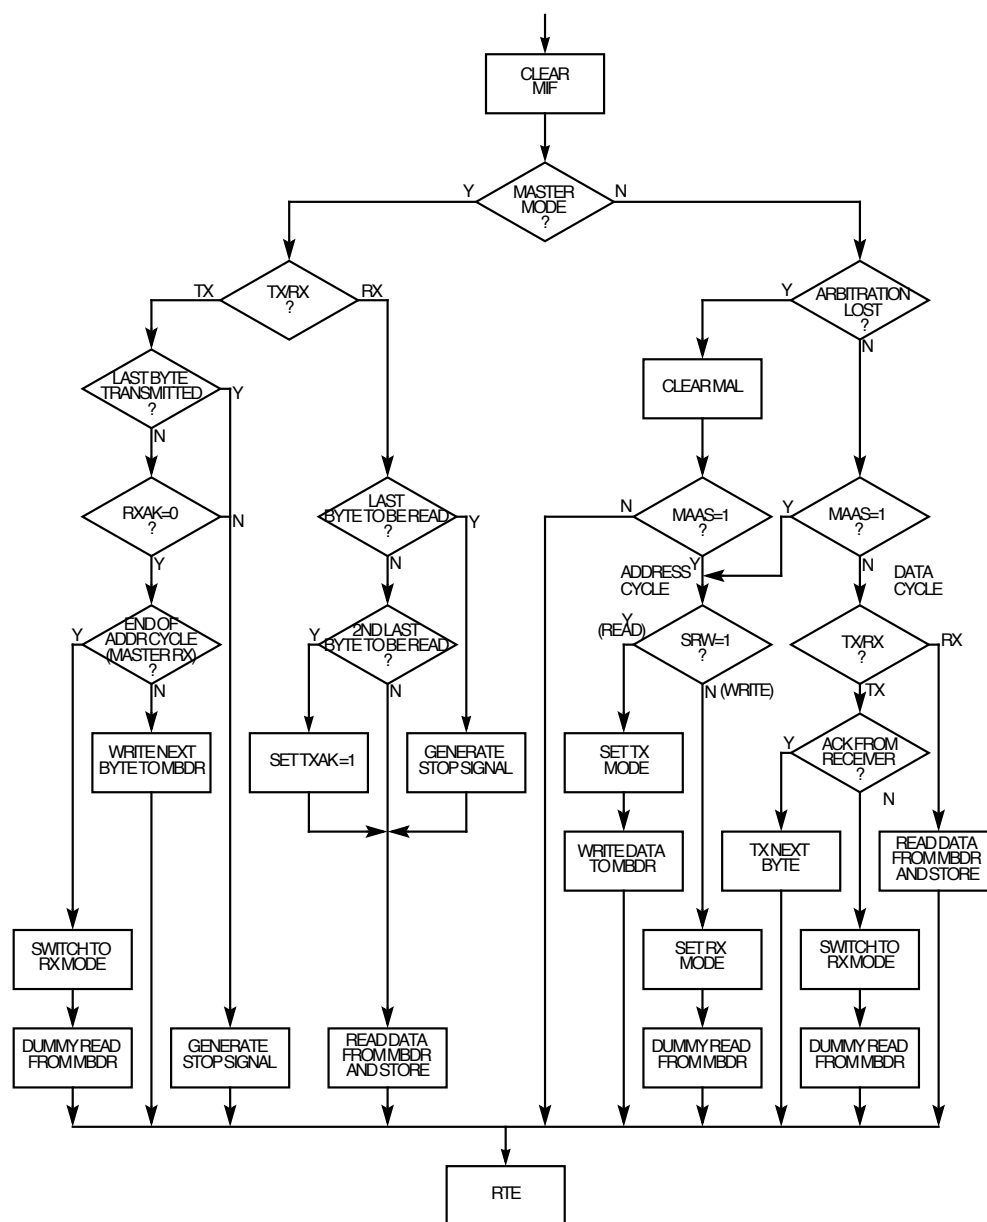 CLEAR
MIF
Y
MASTER
MODE
?
N
TX
TX/RX
?
RX
Y
ARBITRATION
LOST
?
N
LAST BYTE
TRANSMITTED
?
Y
N
CLEAR MAL
RXAK=0
?
N
Y
LAST
BYTE TO BE READ
?
Y
N
N
MAAS=1
?
Y
Y
MAAS=1
?
N
ADDRESS
CYCLE
DATA
CYCLE
Y
END OF
ADDR CYCLE
(MASTER RX)
?
N
Y
2ND LAST
BYTE TO BE READ
?
N
Y
(READ)
SRW=1
?
N (WRITE)
TX/RX
?
RX
TX
WRITE NEXT
BYTE TO MBDR
SET TXAK =1
GENERATE
STOP SIGNAL
SET TX
MODE
Y
ACK FROM
RECEIVER
?
N
WRITE DATA
TO MBDR
TX NEXT
BYTE
READ DATA
FROM MBDR
AND STORE
SWITCH TO
RX MODE
SET RX
MODE
SWITCH TO
RX MODE
DUMMY READ
FROM MBDR
GENERATE
STOP SIGNAL
READ DATA
FROM MBDR
AND STORE
DUMMY READ
FROM MBDR
DUMMY READ
FROM MBDR
RTE